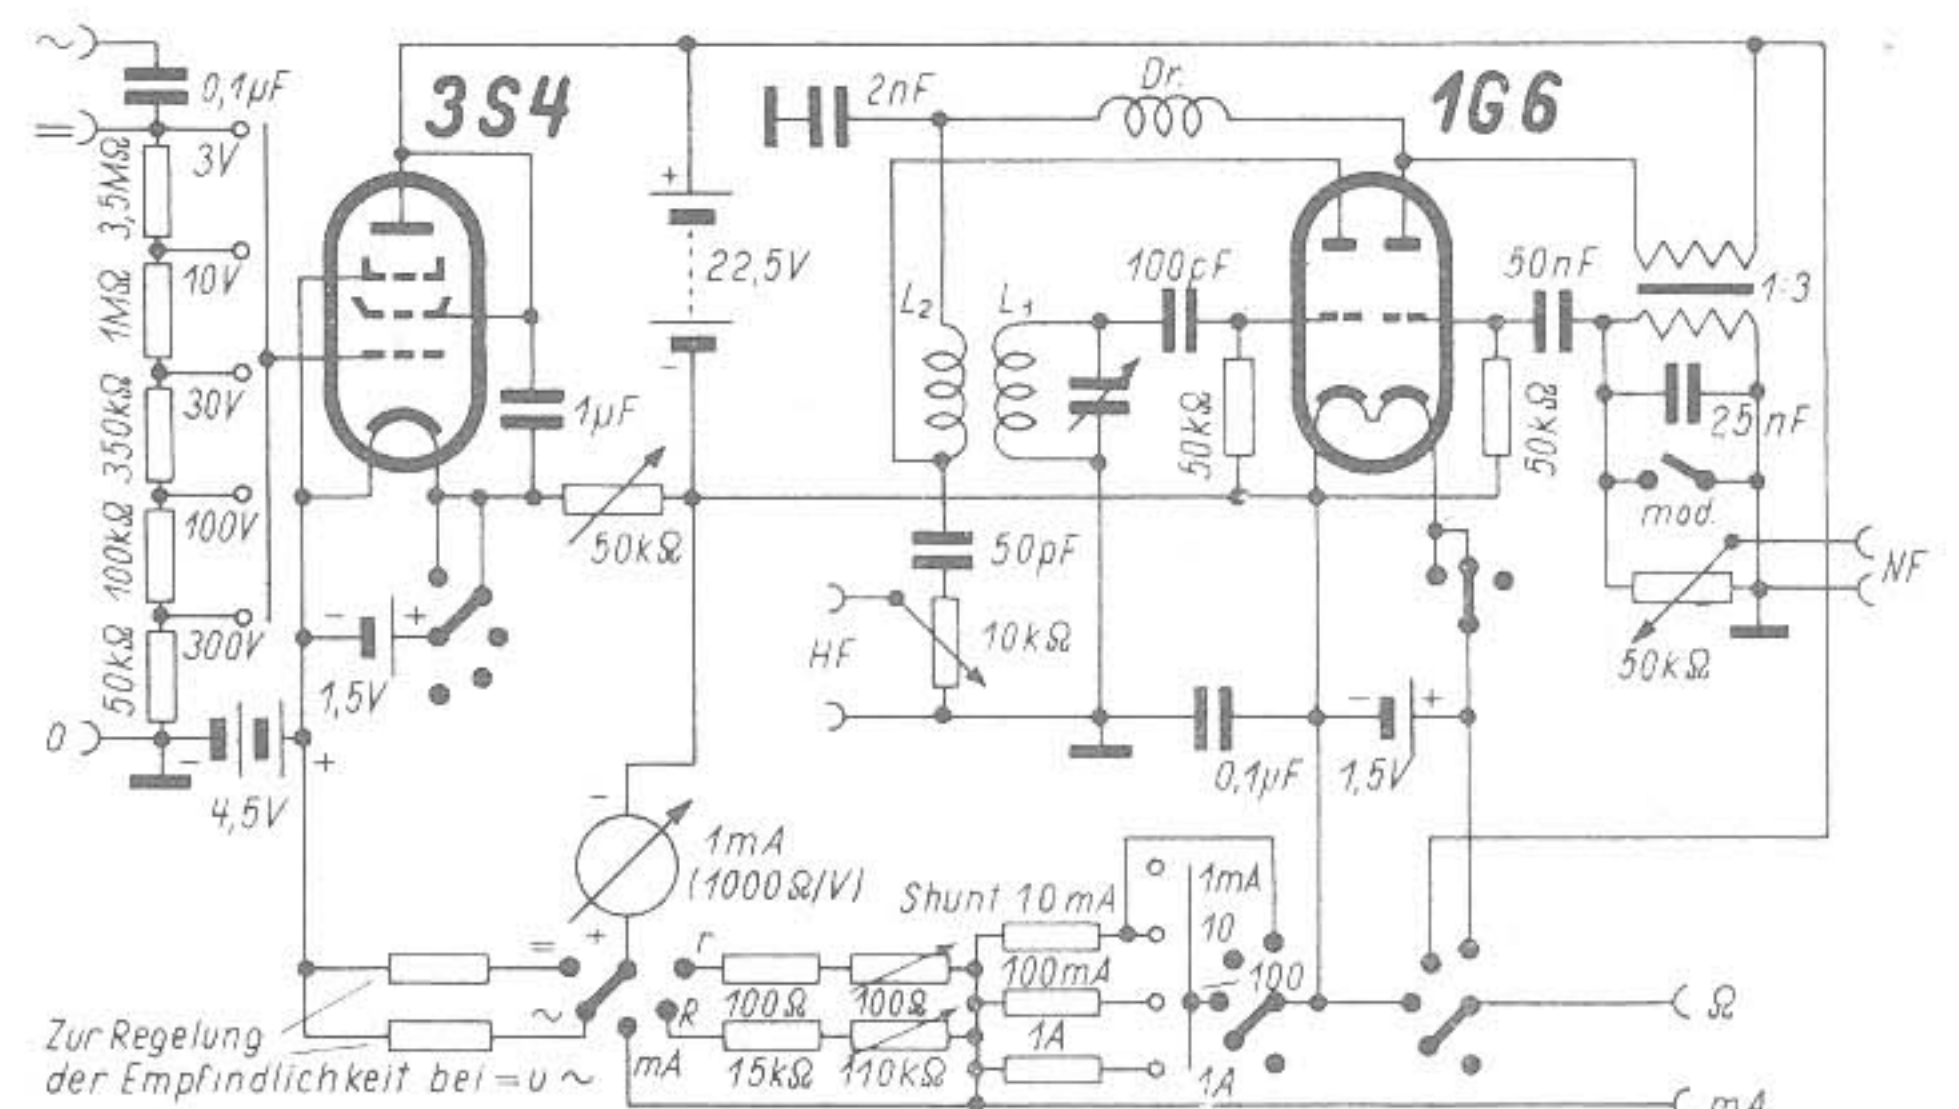 ~
0,1µF
3S4
2nF
Dr.
1G6
=
3V
3,5MΩ
10V
1MΩ
30V
350kΩ
100V
100kΩ
300V
50kΩ
0
-
+
4,5V
-
+
1,5V
+
22,5V
-
1µF
50kΩ
L2
L1
100pF
50kΩ
50nF
50kΩ
1:3
25nF
mod.
NF
50kΩ
50pF
HF
10kΩ
0,1µF
-
+
1,5V
-
+
1mA
(1000Ω/V)
=
~
r
R
mA
100Ω
100Ω
15kΩ
110kΩ
Shunt 10mA
100mA
1A
1mA
10
100
1A
Ω
mA
Zur Regelung
der Empfindlichkeit bei = u ~